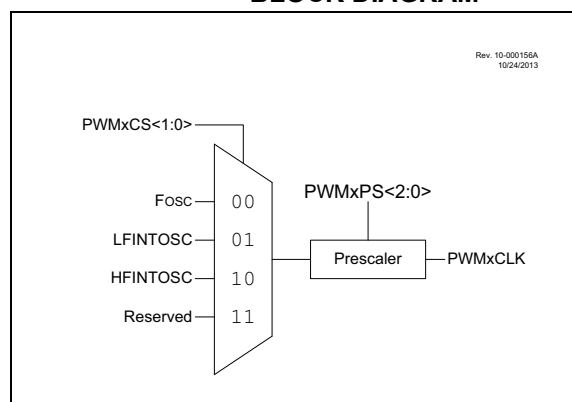 BLOCK DIAGRAM
Rev. 10-000156A
10/24/2013
PWMxCS<1:0>
PWMxPS<2:0>
FOSC 00
LFINTOSC 01
HFINTOSC 10
Reserved 11
Prescaler
PWMxCLK